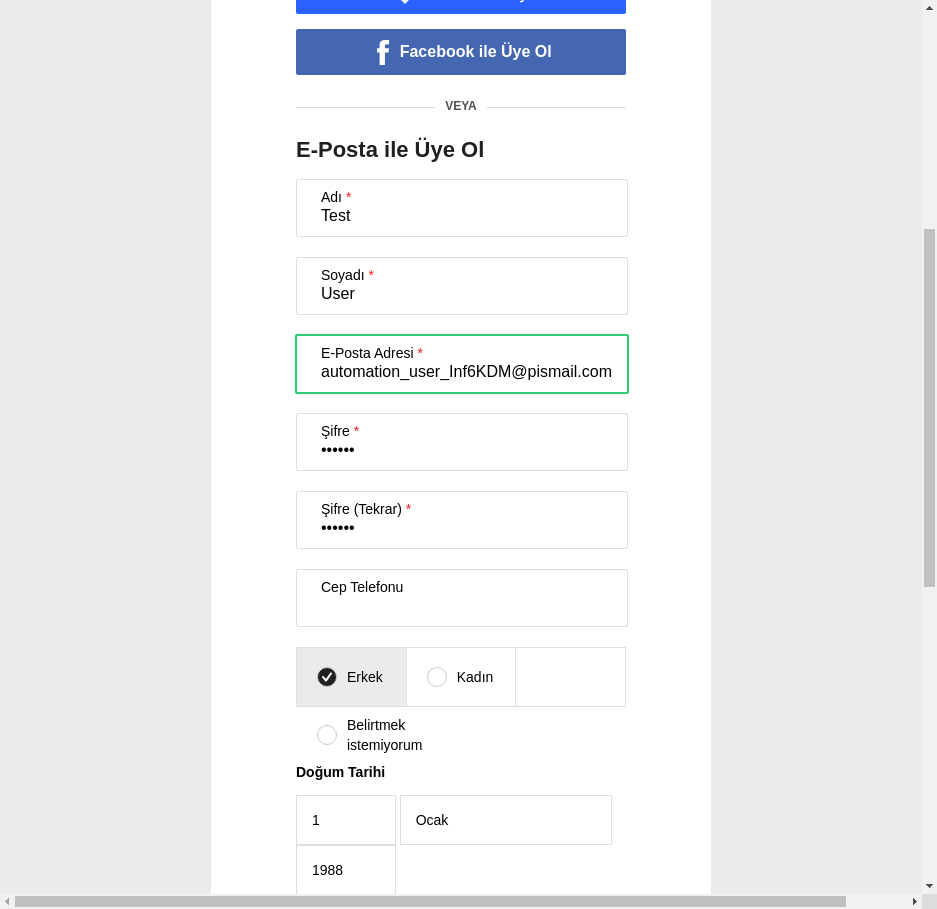 Facebook ile Üye Ol
VEYA
E-Posta ile Üye Ol
Adı *
Test
Soyadı *
User
E-Posta Adresi *
automation_user_Inf6KDM@pismail.com
Şifre *
••••••
Şifre (Tekrar) *
••••••
Cep Telefonu
Erkek
Kadın
Belirtmek
istemiyorum
Doğum Tarihi
1
Ocak
1988